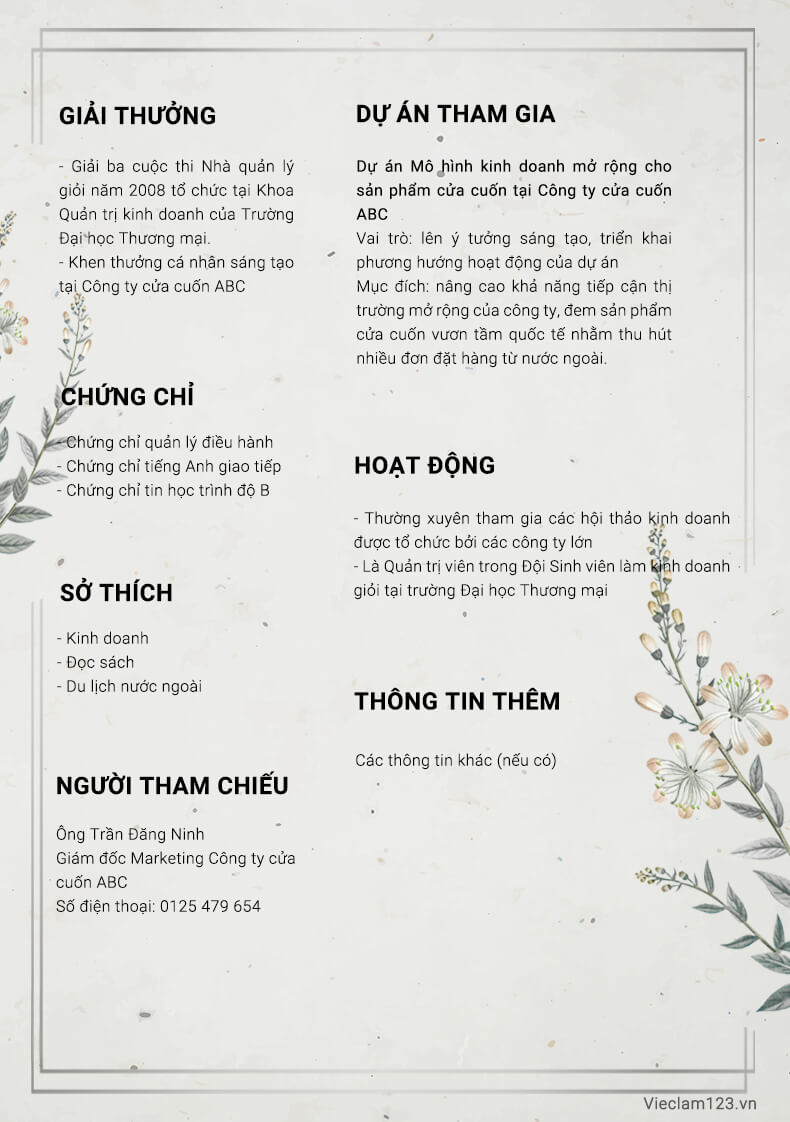 GIẢI THƯỞNG
- Giải ba cuộc thi Nhà quản lý
giỏi năm 2008 tổ chức tại Khoa
Quản trị kinh doanh của Trường
Đại học Thương mại.
- Khen thưởng cá nhân sáng tạo
tại Công ty cửa cuốn ABC
CHỨNG CHỈ
- Chứng chỉ quản lý điều hành
- Chứng chỉ tiếng Anh giao tiếp
- Chứng chỉ tin học trình độ B
SỞ THÍCH
- Kinh doanh
- Đọc sách
- Du lịch nước ngoài
NGƯỜI THAM CHIẾU
Ông Trần Đăng Ninh
Giám đốc Marketing Công ty cửa
cuốn ABC
Số điện thoại: 0125 479 654
DỰ ÁN THAM GIA
Dự án Mô hình kinh doanh mở rộng cho
sản phẩm cửa cuốn tại Công ty cửa cuốn
ABC
Vai trò: lên ý tưởng sáng tạo, triển khai
phương hướng hoạt động của dự án
Mục đích: nâng cao khả năng tiếp cận thị
trường mở rộng của công ty, đem sản phẩm
cửa cuốn vươn tầm quốc tế nhằm thu hút
nhiều đơn đặt hàng từ nước ngoài.
HOẠT ĐỘNG
- Thường xuyên tham gia các hội thảo kinh doanh
được tổ chức bởi các công ty lớn
- Là Quản trị viên trong Đội Sinh viên làm kinh doanh
giỏi tại trường Đại học Thương mại
THÔNG TIN THÊM
Các thông tin khác (nếu có)
Vieclam123.vn